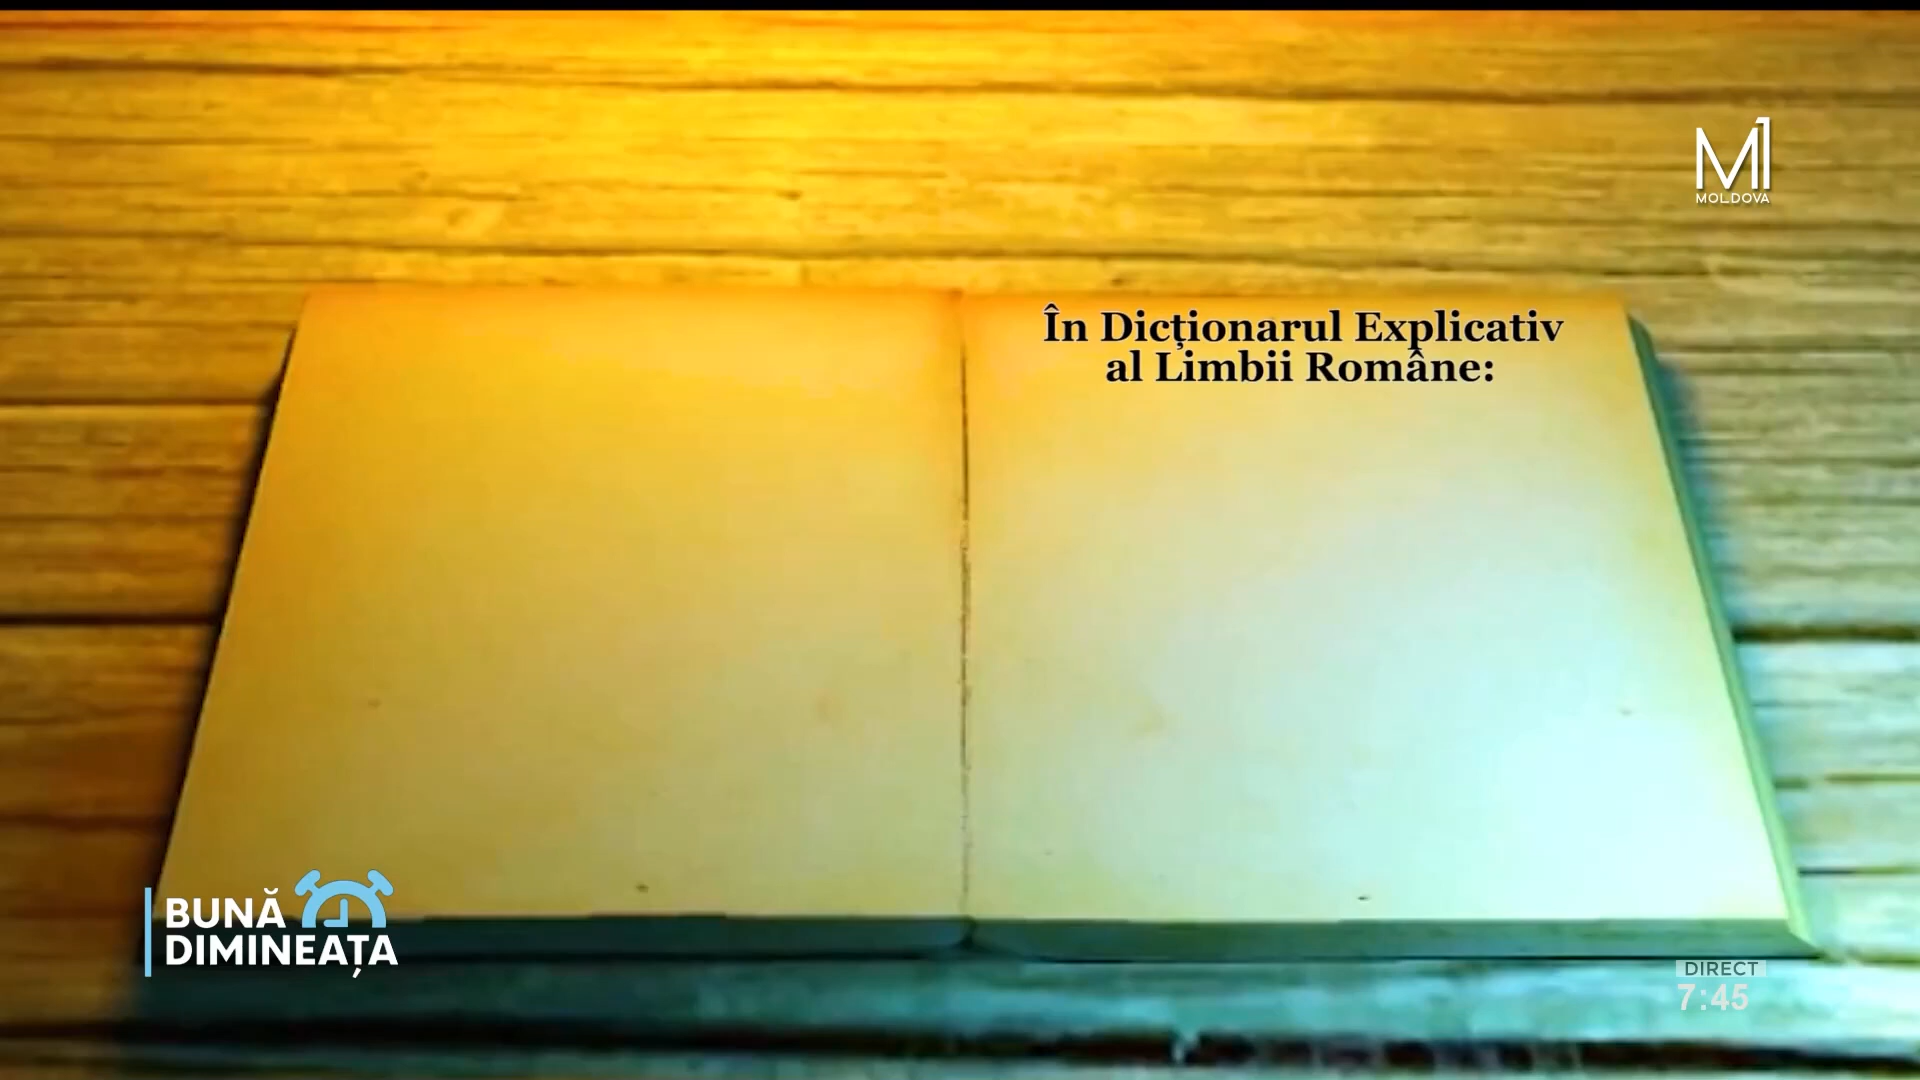 M1
MOLDOVA
În Dicționarul Explicativ
al Limbii Române:
BUNĂ
DIMINEAȚA
DIRECT
7:45